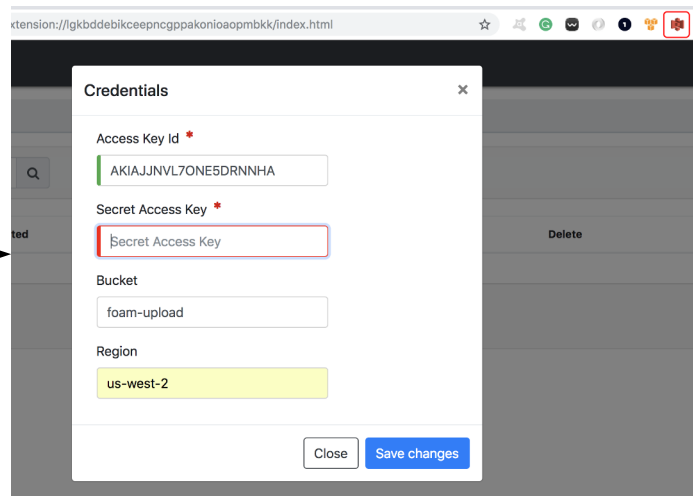 xtension://lgkbddebikceepncgppakonioaopmbkk/index.html
Credentials
×
Access Key Id *
AKIAJJNVL7ONE5DRNNHA
Secret Access Key *
Secret Access Key
ted
Delete
Bucket
foam-upload
Region
us-west-2
Close
Save changes